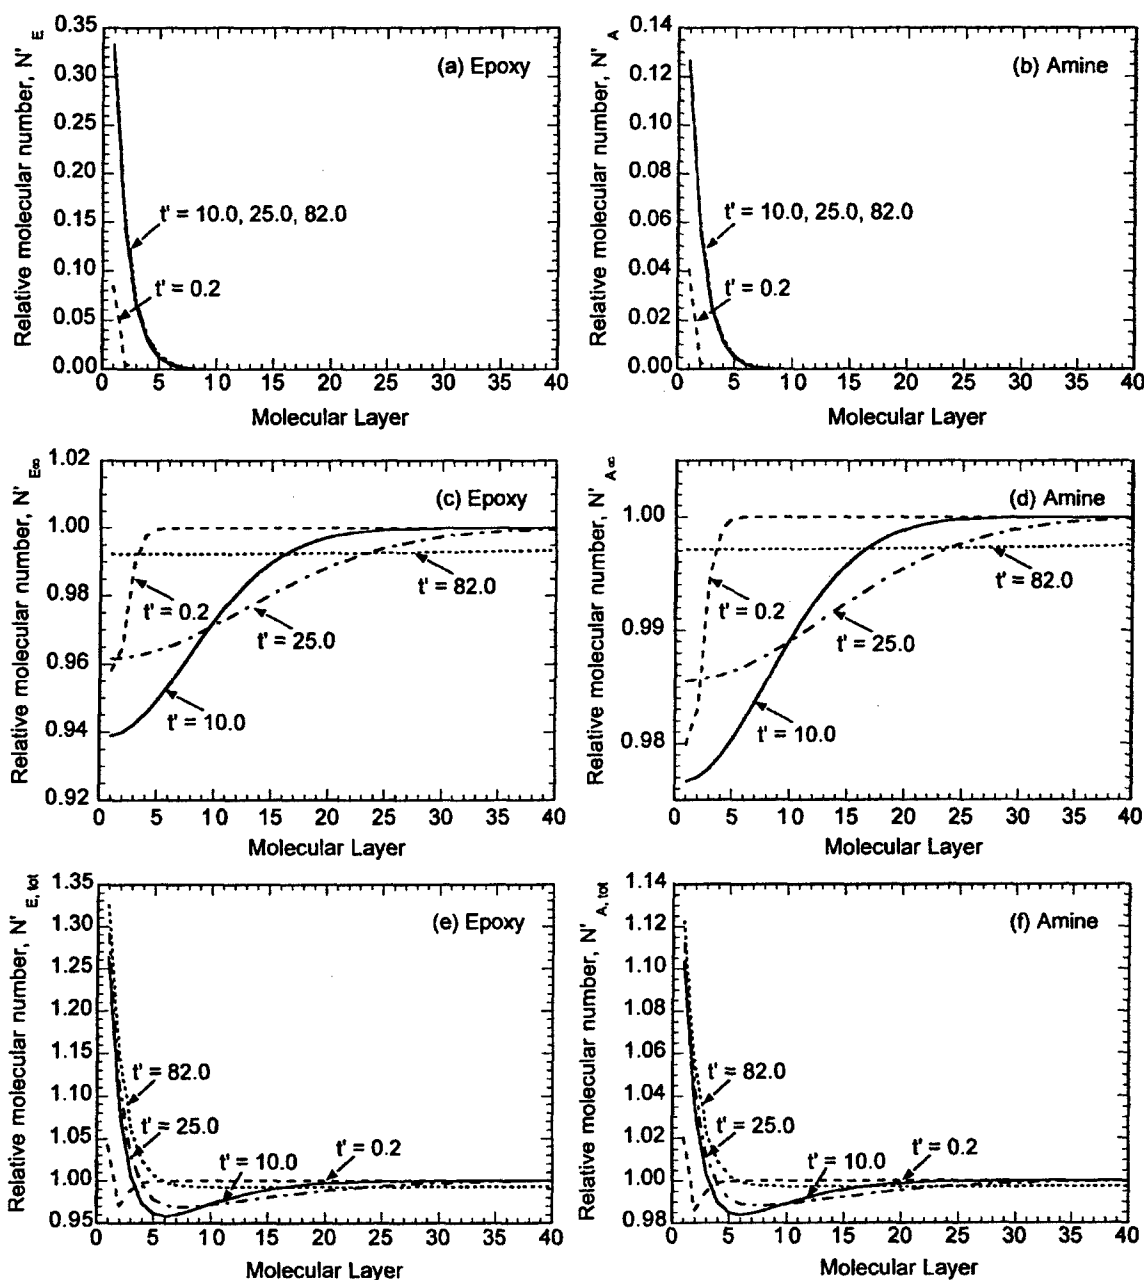 Relative molecular number, N'E
0.35
0.30
0.25
0.20
0.15
0.10
0.05
0.00
(a) Epoxy
t' = 10.0, 25.0, 82.0
t' = 0.2
0 5 10 15 20 25 30 35 40
Molecular Layer
Relative molecular number, N'A
0.14
0.12
0.10
0.08
0.06
0.04
0.02
0.00
(b) Amine
t' = 10.0, 25.0, 82.0
t' = 0.2
0 5 10 15 20 25 30 35 40
Molecular Layer
Relative molecular number, N'E∞
1.02
1.00
0.98
0.96
0.94
0.92
(c) Epoxy
t' = 82.0
t' = 0.2
t' = 25.0
t' = 10.0
0 5 10 15 20 25 30 35 40
Molecular Layer
Relative molecular number, N'A∞
1.00
0.99
0.98
(d) Amine
t' = 82.0
t' = 0.2
t' = 25.0
t' = 10.0
0 5 10 15 20 25 30 35 40
Molecular Layer
Relative molecular number, N'E, tot
1.35
1.30
1.25
1.20
1.15
1.10
1.05
1.00
0.95
(e) Epoxy
t' = 82.0
t' = 25.0
t' = 10.0
t' = 0.2
0 5 10 15 20 25 30 35 40
Molecular Layer
Relative molecular number, N'A, tot
1.14
1.12
1.10
1.08
1.06
1.04
1.02
1.00
0.98
(f) Amine
t' = 82.0
t' = 25.0
t' = 10.0
t' = 0.2
0 5 10 15 20 25 30 35 40
Molecular Layer